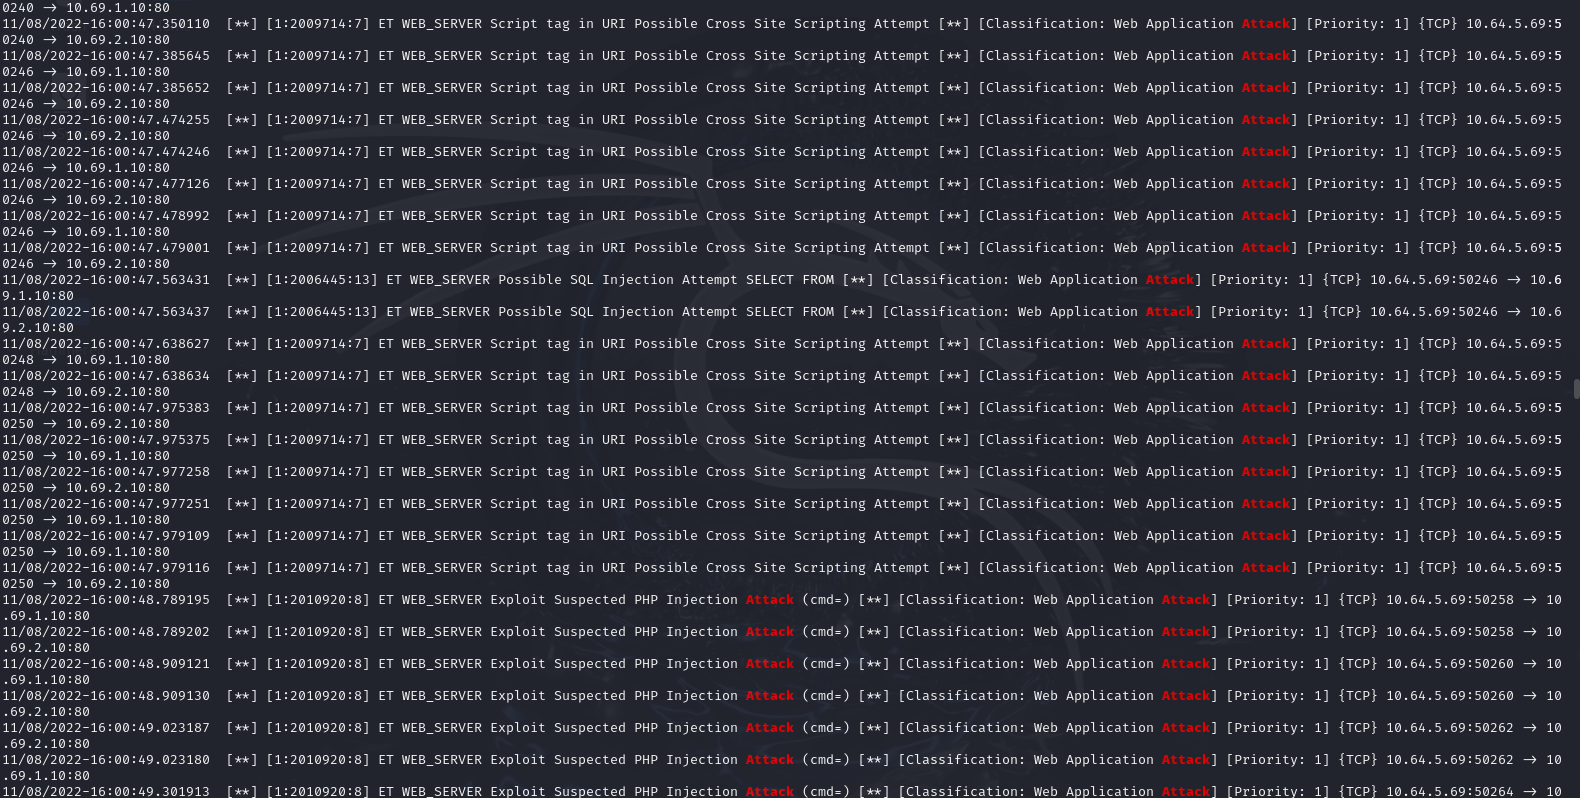 0240 → 10.69.1.10:80
11/08/2022-16:00:47.350110  [**] [1:2009714:7] ET WEB_SERVER Script tag in URI Possible Cross Site Scripting Attempt [**] [Classification: Web Application Attack] [Priority: 1] {TCP} 10.64.5.69:5
0240 → 10.69.2.10:80
11/08/2022-16:00:47.385645  [**] [1:2009714:7] ET WEB_SERVER Script tag in URI Possible Cross Site Scripting Attempt [**] [Classification: Web Application Attack] [Priority: 1] {TCP} 10.64.5.69:5
0246 → 10.69.1.10:80
11/08/2022-16:00:47.385652  [**] [1:2009714:7] ET WEB_SERVER Script tag in URI Possible Cross Site Scripting Attempt [**] [Classification: Web Application Attack] [Priority: 1] {TCP} 10.64.5.69:5
0246 → 10.69.2.10:80
11/08/2022-16:00:47.474255  [**] [1:2009714:7] ET WEB_SERVER Script tag in URI Possible Cross Site Scripting Attempt [**] [Classification: Web Application Attack] [Priority: 1] {TCP} 10.64.5.69:5
0246 → 10.69.2.10:80
11/08/2022-16:00:47.474246  [**] [1:2009714:7] ET WEB_SERVER Script tag in URI Possible Cross Site Scripting Attempt [**] [Classification: Web Application Attack] [Priority: 1] {TCP} 10.64.5.69:5
0246 → 10.69.1.10:80
11/08/2022-16:00:47.477126  [**] [1:2009714:7] ET WEB_SERVER Script tag in URI Possible Cross Site Scripting Attempt [**] [Classification: Web Application Attack] [Priority: 1] {TCP} 10.64.5.69:5
0246 → 10.69.2.10:80
11/08/2022-16:00:47.478992  [**] [1:2009714:7] ET WEB_SERVER Script tag in URI Possible Cross Site Scripting Attempt [**] [Classification: Web Application Attack] [Priority: 1] {TCP} 10.64.5.69:5
0246 → 10.69.1.10:80
11/08/2022-16:00:47.479001  [**] [1:2009714:7] ET WEB_SERVER Script tag in URI Possible Cross Site Scripting Attempt [**] [Classification: Web Application Attack] [Priority: 1] {TCP} 10.64.5.69:5
0246 → 10.69.2.10:80
11/08/2022-16:00:47.563431  [**] [1:2006445:13] ET WEB_SERVER Possible SQL Injection Attempt SELECT FROM [**] [Classification: Web Application Attack] [Priority: 1] {TCP} 10.64.5.69:50246 → 10.6
9.1.10:80
11/08/2022-16:00:47.563437  [**] [1:2006445:13] ET WEB_SERVER Possible SQL Injection Attempt SELECT FROM [**] [Classification: Web Application Attack] [Priority: 1] {TCP} 10.64.5.69:50246 → 10.6
9.2.10:80
11/08/2022-16:00:47.638627  [**] [1:2009714:7] ET WEB_SERVER Script tag in URI Possible Cross Site Scripting Attempt [**] [Classification: Web Application Attack] [Priority: 1] {TCP} 10.64.5.69:5
0248 → 10.69.1.10:80
11/08/2022-16:00:47.638634  [**] [1:2009714:7] ET WEB_SERVER Script tag in URI Possible Cross Site Scripting Attempt [**] [Classification: Web Application Attack] [Priority: 1] {TCP} 10.64.5.69:5
0248 → 10.69.2.10:80
11/08/2022-16:00:47.975383  [**] [1:2009714:7] ET WEB_SERVER Script tag in URI Possible Cross Site Scripting Attempt [**] [Classification: Web Application Attack] [Priority: 1] {TCP} 10.64.5.69:5
0250 → 10.69.2.10:80
11/08/2022-16:00:47.975375  [**] [1:2009714:7] ET WEB_SERVER Script tag in URI Possible Cross Site Scripting Attempt [**] [Classification: Web Application Attack] [Priority: 1] {TCP} 10.64.5.69:5
0250 → 10.69.1.10:80
11/08/2022-16:00:47.977258  [**] [1:2009714:7] ET WEB_SERVER Script tag in URI Possible Cross Site Scripting Attempt [**] [Classification: Web Application Attack] [Priority: 1] {TCP} 10.64.5.69:5
0250 → 10.69.2.10:80
11/08/2022-16:00:47.977251  [**] [1:2009714:7] ET WEB_SERVER Script tag in URI Possible Cross Site Scripting Attempt [**] [Classification: Web Application Attack] [Priority: 1] {TCP} 10.64.5.69:5
0250 → 10.69.1.10:80
11/08/2022-16:00:47.979109  [**] [1:2009714:7] ET WEB_SERVER Script tag in URI Possible Cross Site Scripting Attempt [**] [Classification: Web Application Attack] [Priority: 1] {TCP} 10.64.5.69:5
0250 → 10.69.1.10:80
11/08/2022-16:00:47.979116  [**] [1:2009714:7] ET WEB_SERVER Script tag in URI Possible Cross Site Scripting Attempt [**] [Classification: Web Application Attack] [Priority: 1] {TCP} 10.64.5.69:5
0250 → 10.69.2.10:80
11/08/2022-16:00:48.789195  [**] [1:2010920:8] ET WEB_SERVER Exploit Suspected PHP Injection Attack (cmd=) [**] [Classification: Web Application Attack] [Priority: 1] {TCP} 10.64.5.69:50258 → 10
.69.1.10:80
11/08/2022-16:00:48.789202  [**] [1:2010920:8] ET WEB_SERVER Exploit Suspected PHP Injection Attack (cmd=) [**] [Classification: Web Application Attack] [Priority: 1] {TCP} 10.64.5.69:50258 → 10
.69.2.10:80
11/08/2022-16:00:48.909121  [**] [1:2010920:8] ET WEB_SERVER Exploit Suspected PHP Injection Attack (cmd=) [**] [Classification: Web Application Attack] [Priority: 1] {TCP} 10.64.5.69:50260 → 10
.69.1.10:80
11/08/2022-16:00:48.909130  [**] [1:2010920:8] ET WEB_SERVER Exploit Suspected PHP Injection Attack (cmd=) [**] [Classification: Web Application Attack] [Priority: 1] {TCP} 10.64.5.69:50260 → 10
.69.2.10:80
11/08/2022-16:00:49.023187  [**] [1:2010920:8] ET WEB_SERVER Exploit Suspected PHP Injection Attack (cmd=) [**] [Classification: Web Application Attack] [Priority: 1] {TCP} 10.64.5.69:50262 → 10
.69.2.10:80
11/08/2022-16:00:49.023180  [**] [1:2010920:8] ET WEB_SERVER Exploit Suspected PHP Injection Attack (cmd=) [**] [Classification: Web Application Attack] [Priority: 1] {TCP} 10.64.5.69:50262 → 10
.69.1.10:80
11/08/2022-16:00:49.301913  [**] [1:2010920:8] ET WEB_SERVER Exploit Suspected PHP Injection Attack (cmd=) [**] [Classification: Web Application Attack] [Priority: 1] {TCP} 10.64.5.69:50264 → 10